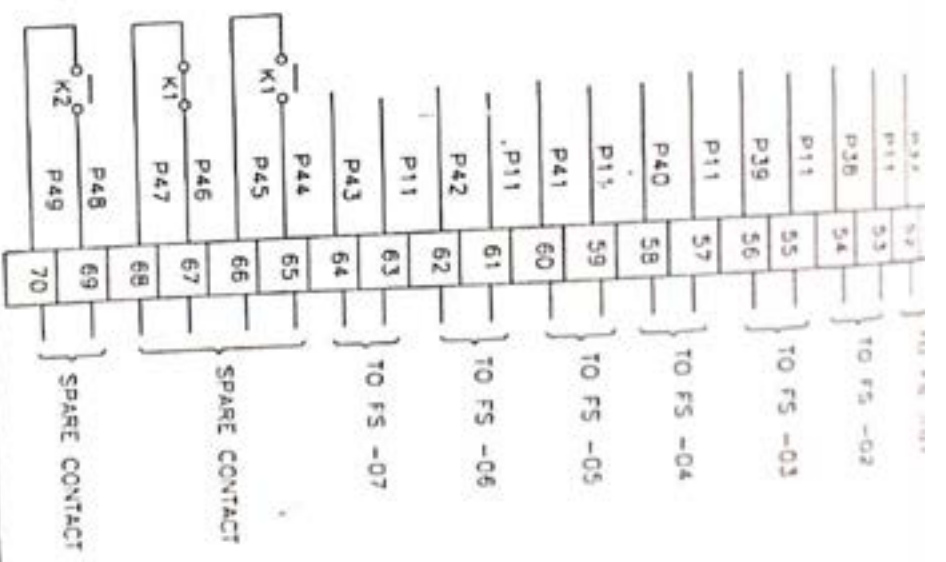 P11 53
P38 54
TO FS -02
P11 55
P39 56
TO FS -03
P11 57
P40 58
TO FS -04
P11 59
P41 60
TO FS -05
P11 61
P42 62
TO FS -06
P11 63
P43 64
TO FS -07
K1 P44 65
P45 66
K1 P46 67
P47 68
SPARE CONTACT
K2 P48 69
P49 70
SPARE CONTACT